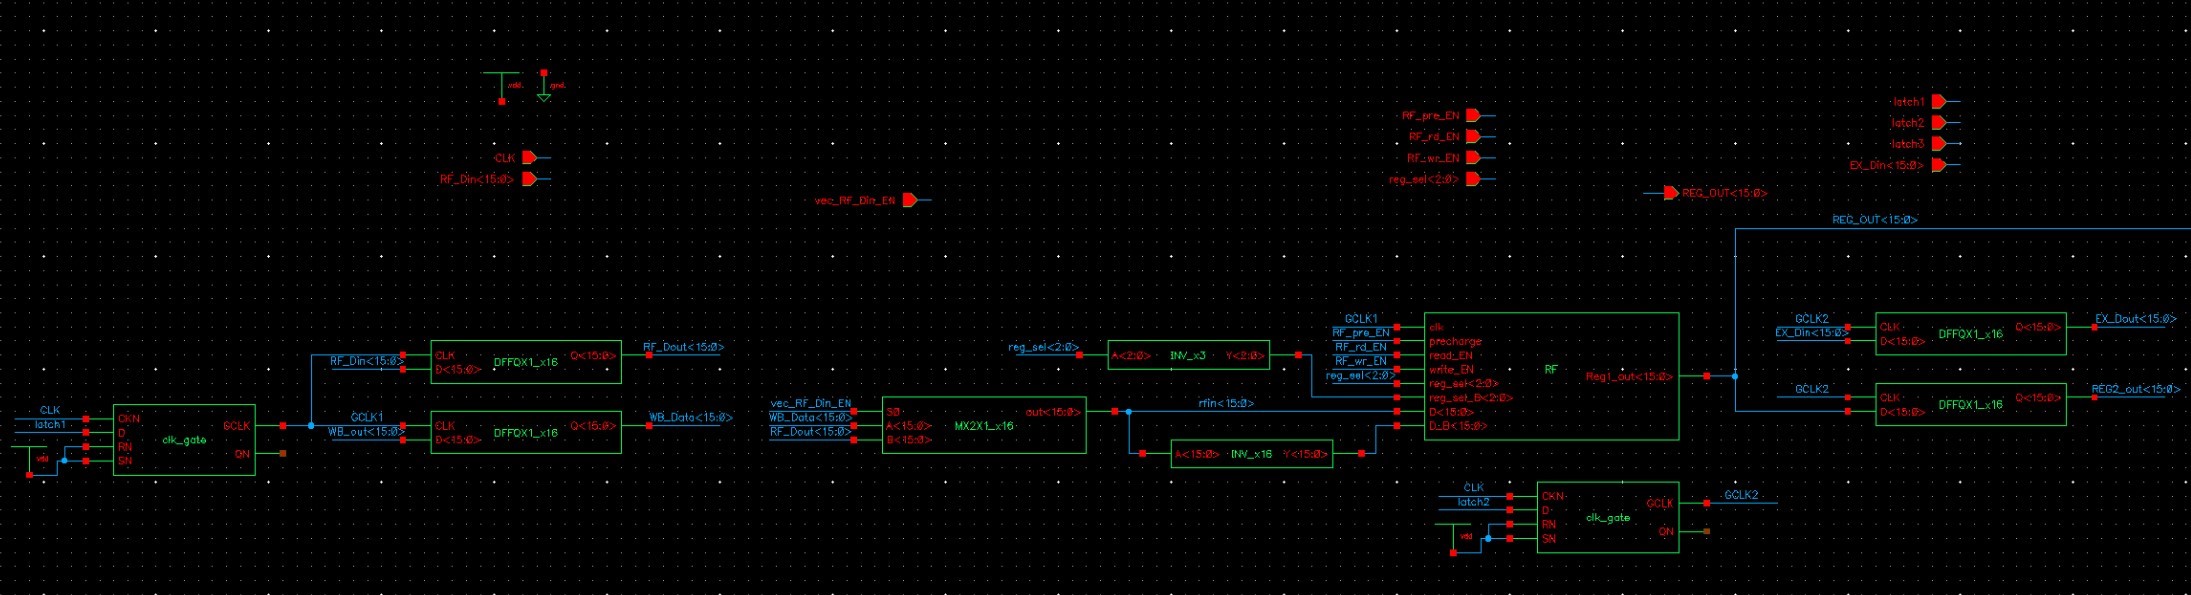 vdd
gnd
CLK
RF_Din<15:0>
vec_RF_Din_EN
RF_pre_EN
RF_rd_EN
RF_wr_EN
reg_sel<2:0>
REG_OUT<15:0>
latch1
latch2
latch3
EX_Din<15:0>
REG_OUT<15:0>
CLK
latch1
vdd
CKN
D
RN
SN
clk_gate
GCLK
QN
RF_Din<15:0>
CLK
D<15:0>
DFFQX1_x16
Q<15:0>
RF_Dout<15:0>
GCLK1
WB_out<15:0>
CLK
D<15:0>
DFFQX1_x16
Q<15:0>
WB_Data<15:0>
vec_RF_Din_EN
WB_Data<15:0>
RF_Dout<15:0>
S0
A<15:0>
B<15:0>
MX2X1_x16
out<15:0>
reg_sel<2:0>
A<2:0>
INV_x3
Y<2:0>
rfin<15:0>
A<15:0>
INV_x16
Y<15:0>
GCLK1
RF_pre_EN
RF_rd_EN
RF_wr_EN
reg_sel<2:0>
clk
precharge
read_EN
write_EN
reg_sel<2:0>
reg_sel_B<2:0>
D<15:0>
D_B<15:0>
RF
Reg1_out<15:0>
CLK
latch2
vdd
CKN
D
RN
SN
clk_gate
GCLK
QN
GCLK2
GCLK2
EX_Din<15:0>
CLK
D<15:0>
DFFQX1_x16
Q<15:0>
EX_Dout<15:0>
GCLK2
CLK
D<15:0>
DFFQX1_x16
Q<15:0>
REG2_out<15:0>